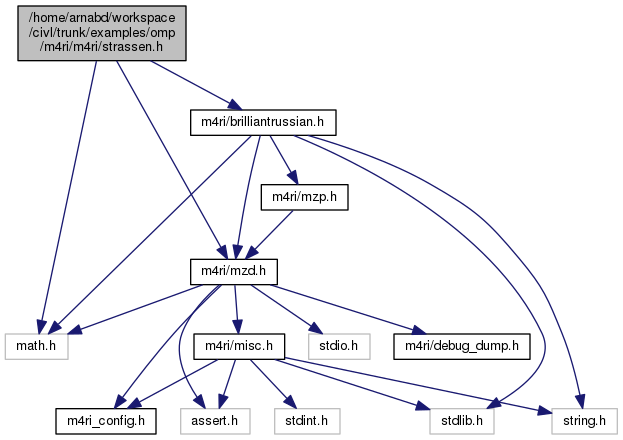 /home/arnabd/workspace
/civl/trunk/examples/omp
/m4ri/m4ri/strassen.h
m4ri/brilliantrussian.h
m4ri/mzp.h
m4ri/mzd.h
math.h
m4ri/misc.h
stdio.h
m4ri/debug_dump.h
m4ri_config.h
assert.h
stdint.h
stdlib.h
string.h